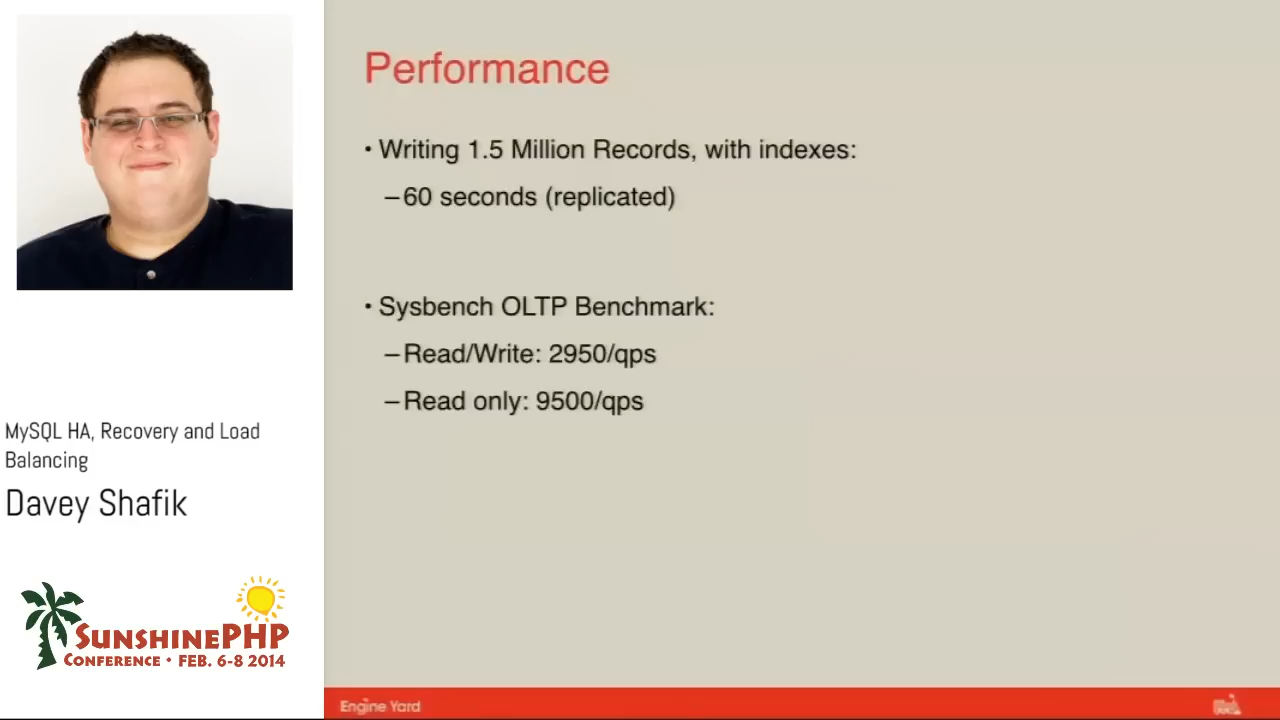 Performance
• Writing 1.5 Million Records, with indexes:
–60 seconds (replicated)
• Sysbench OLTP Benchmark:
–Read/Write: 2950/qps
–Read only: 9500/qps
MySQL HA, Recovery and Load
Balancing
Davey Shafik
SUNSHINEPHP
CONFERENCE • FEB. 6-8 2014
Engine Yard